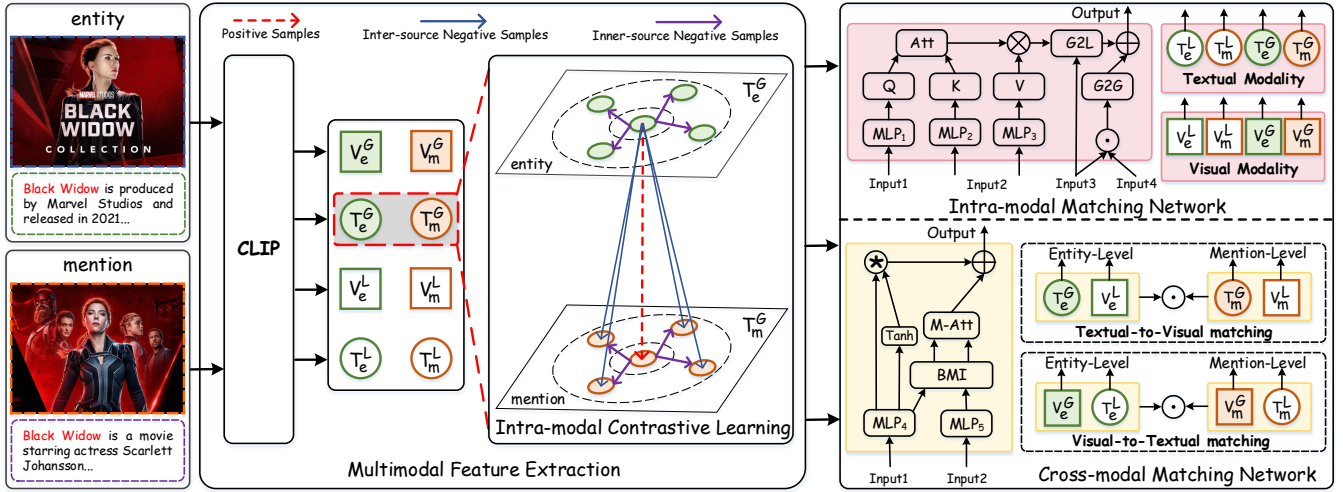 entity
MARVEL STUDIOS
BLACK
WIDOW
COLLECTION
Black Widow is produced
by Marvel Studios and
released in 2021...
mention
Black Widow is a movie
starring actress Scarlett
Johansson...
CLIP
Positive Samples
Inter-source Negative Samples
Inner-source Negative Samples
V_e^G V_m^G
T_e^G T_m^G
V_e^L V_m^L
T_e^L T_m^L
T_e^G
entity
T_m^G
mention
Intra-modal Contrastive Learning
Multimodal Feature Extraction
Output
Att
G2L
Q
K
V
G2G
MLP1
MLP2
MLP3
Input1
Input2
Input3
Input4
T_e^L T_m^L T_e^G T_m^G
Textual Modality
V_e^L V_m^L V_e^G V_m^G
Visual Modality
Intra-modal Matching Network
Output
Tanh
M-Att
BMI
MLP4
MLP5
Input1
Input2
Entity-Level
Mention-Level
T_e^G V_e^L
T_m^G V_m^L
Textual-to-Visual matching
Entity-Level
Mention-Level
V_e^G T_e^L
V_m^G T_m^L
Visual-to-Textual matching
Cross-modal Matching Network